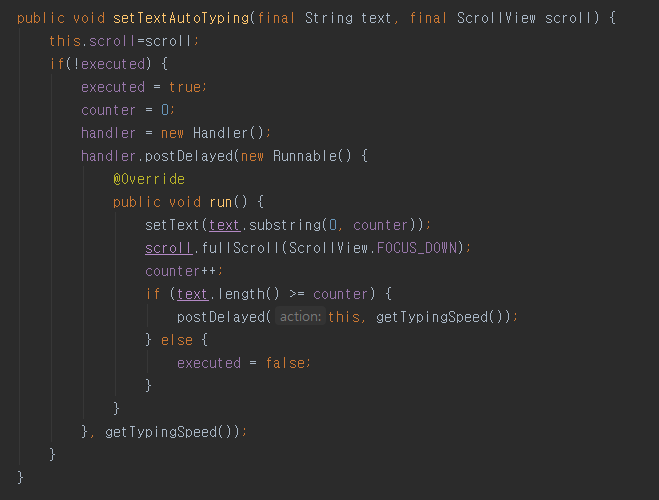 public void setTextAutoTyping(final String text, final ScrollView scroll) {
    this.scroll=scroll;
    if(!executed) {
        executed = true;
        counter = 0;
        handler = new Handler();
        handler.postDelayed(new Runnable() {
            @Override
            public void run() {
                setText(text.substring(0, counter));
                scroll.fullScroll(ScrollView.FOCUS_DOWN);
                counter++;
                if (text.length() >= counter) {
                    postDelayed( action: this, getTypingSpeed());
                } else {
                    executed = false;
                }
            }
        }, getTypingSpeed());
    }
}